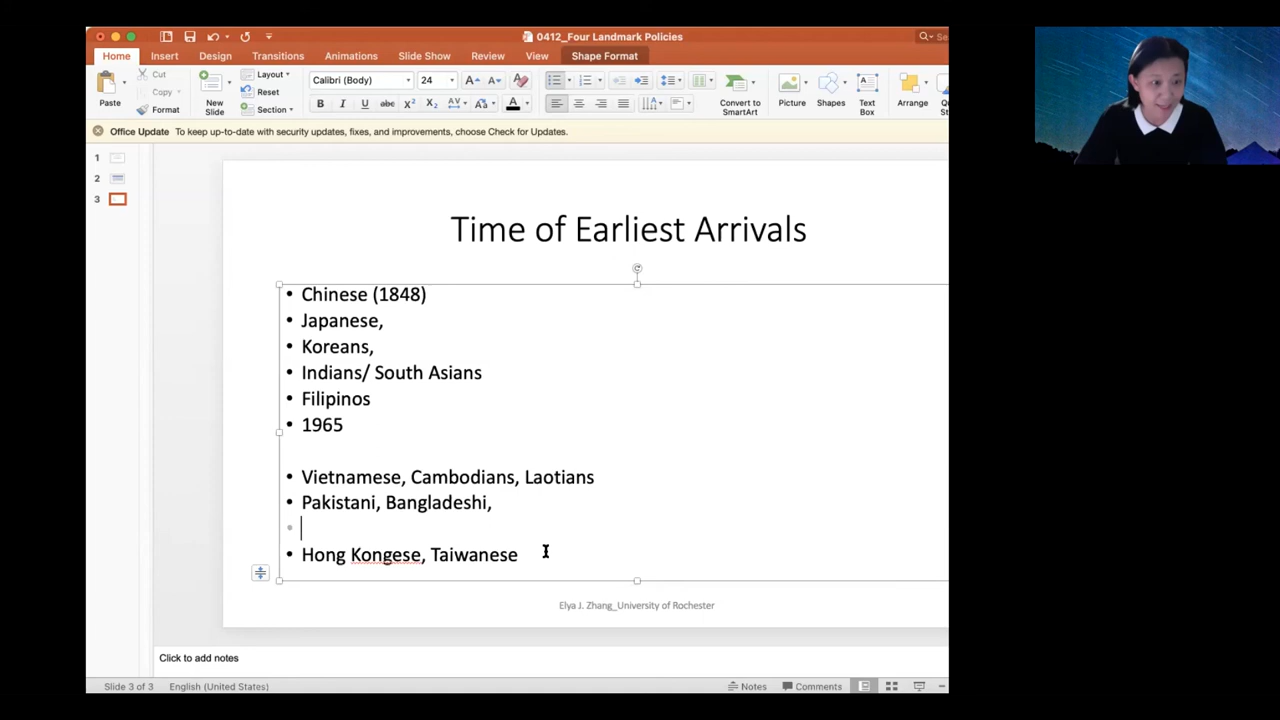 0412_Four Landmark Policies
Home Insert Design Transitions Animations Slide Show Review View Shape Format
Paste
Cut
Copy
Format
New Slide
Layout
Reset
Section
Calibri (Body) 24
Convert to SmartArt
Picture
Shapes
Text Box
Arrange
Office Update To keep up-to-date with security updates, fixes, and improvements, choose Check for Updates.
1
2
3
Time of Earliest Arrivals
• Chinese (1848)
• Japanese,
• Koreans,
• Indians/ South Asians
• Filipinos
• 1965
• Vietnamese, Cambodians, Laotians
• Pakistani, Bangladeshi,
•
• Hong Kongese, Taiwanese
Elya J. Zhang_University of Rochester
Click to add notes
Slide 3 of 3 English (United States) Notes Comments